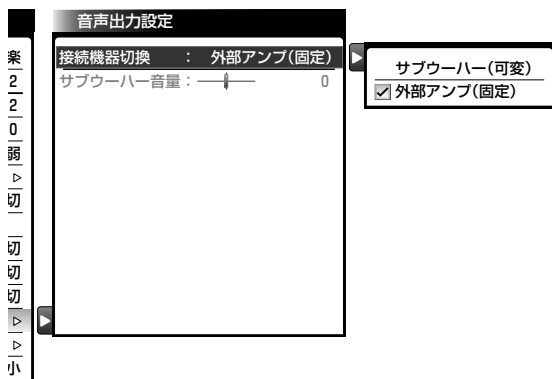 音声出力設定
楽
2
2
0
弱
▷
切
切
切
切
▷
▷
小
接続機器切換 : 外部アンプ(固定)
サブウーハー音量 : 0
サブウーハー(可変)
外部アンプ(固定)